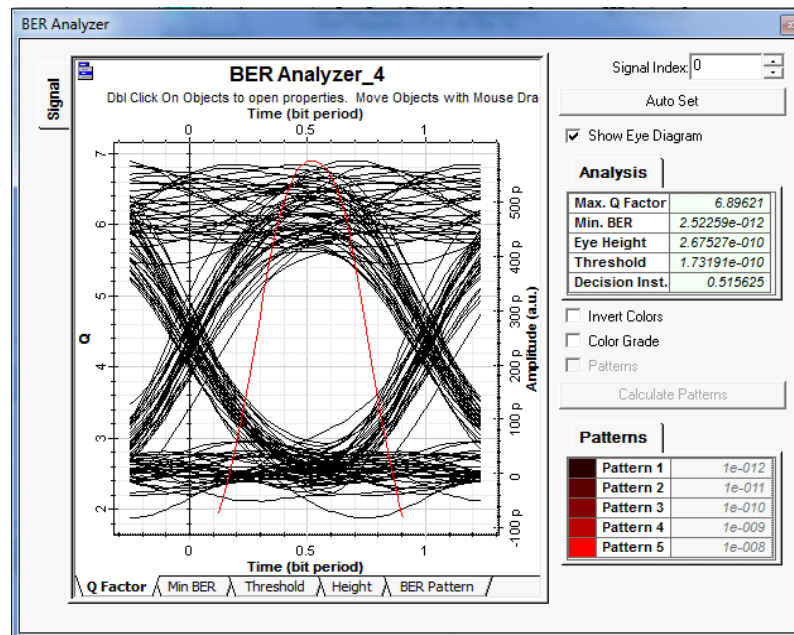 BER Analyzer
Signal
BER Analyzer_4
Dbl Click On Objects to open properties. Move Objects with Mouse Dra
Time (bit period)
0 0.5 1
Q
7
6
5
4
3
2
Amplitude (a.u.)
500 p
400 p
300 p
200 p
100 p
0
-100 p
0 0.5 1
Time (bit period)
Q Factor Min BER Threshold Height BER Pattern
Signal Index: 0
Auto Set
Show Eye Diagram
Analysis
Max. Q Factor 6.89621
Min. BER 2.52259e-012
Eye Height 2.67527e-010
Threshold 1.73191e-010
Decision Inst. 0.515625
Invert Colors
Color Grade
Patterns
Calculate Patterns
Patterns
Pattern 1 1e-012
Pattern 2 1e-011
Pattern 3 1e-010
Pattern 4 1e-009
Pattern 5 1e-008